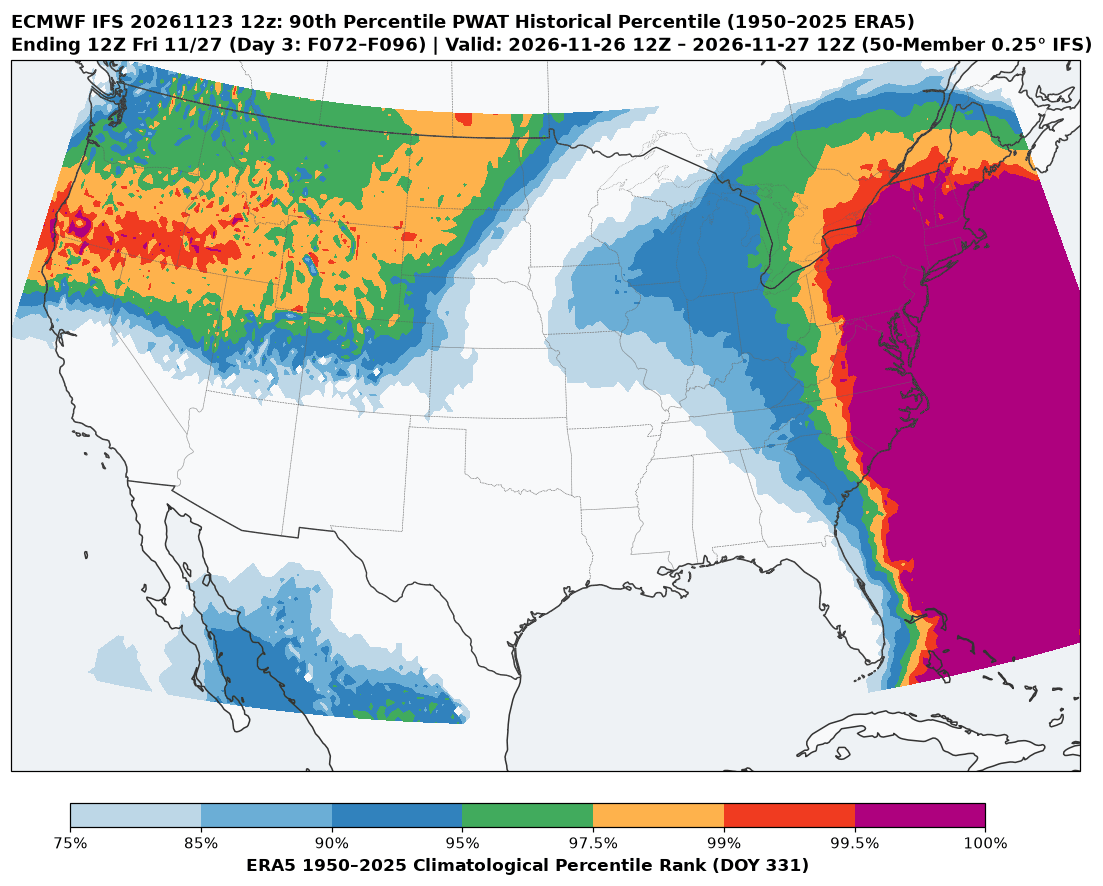 ECMWF IFS 20261123 12z: 90th Percentile PWAT Historical Percentile (1950–2025 ERA5)
Ending 12Z Fri 11/27 (Day 3: F072–F096) | Valid: 2026-11-26 12Z – 2026-11-27 12Z (50-Member 0.25° IFS)
75% 85% 90% 95% 97.5% 99% 99.5% 100%
ERA5 1950–2025 Climatological Percentile Rank (DOY 331)